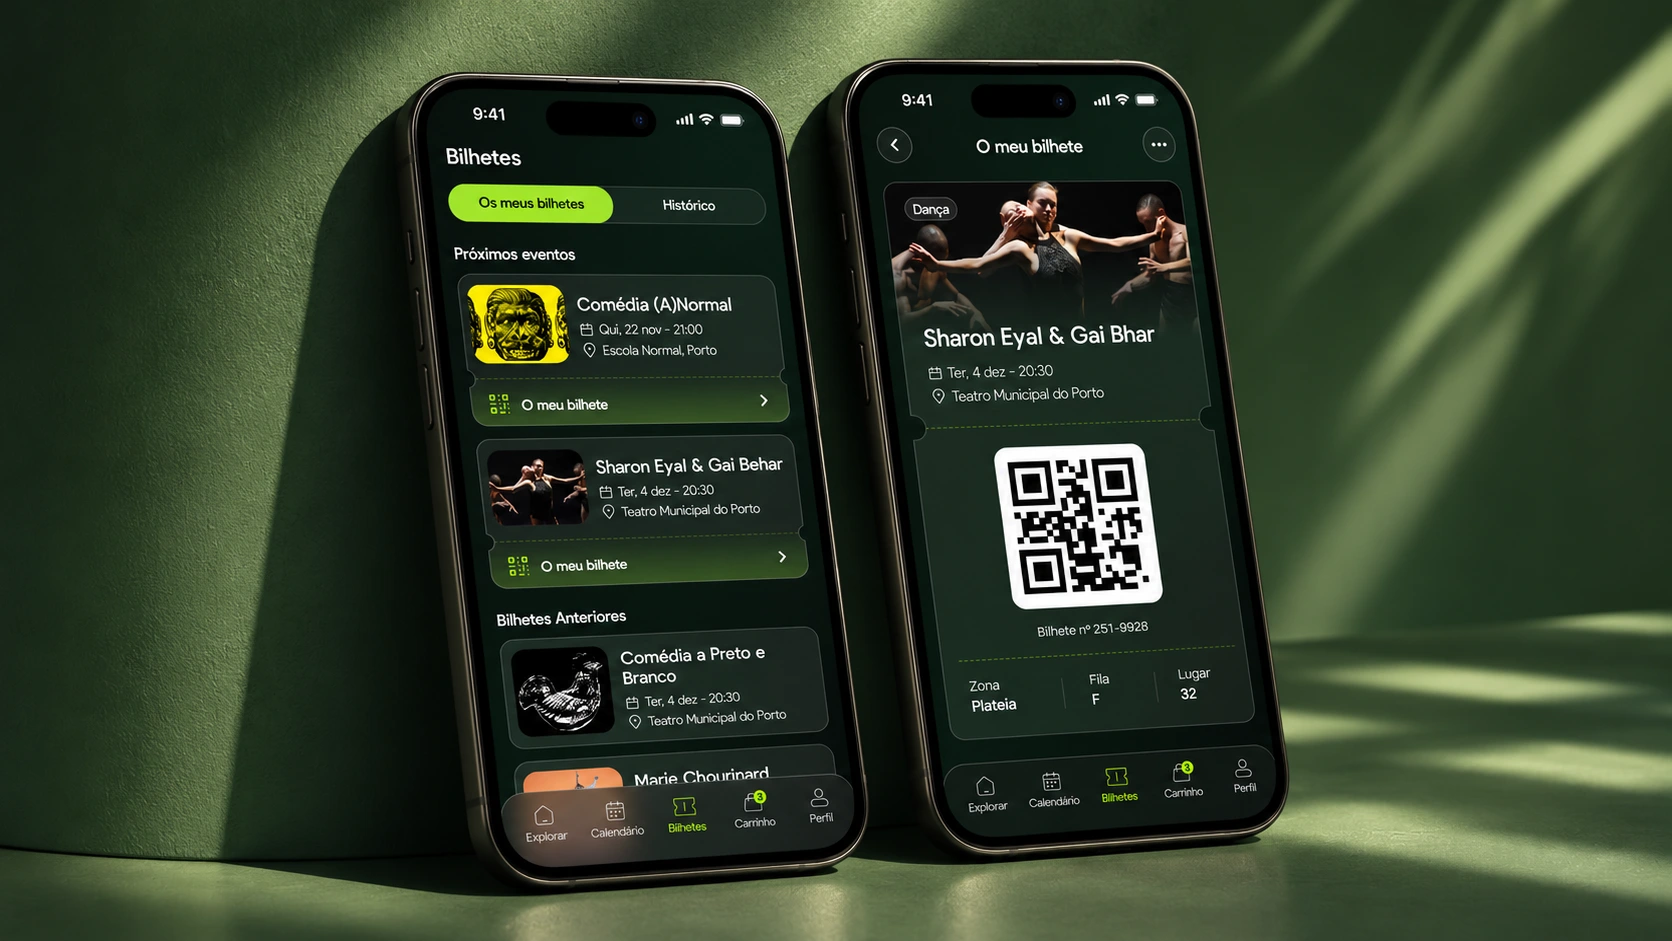 9:41
Bilhetes
Os meus bilhetes
Histórico
Próximos eventos
Comédia (A)Normal
Qui, 22 nov - 21:00
Escola Normal, Porto
O meu bilhete
Sharon Eyal & Gai Behar
Ter, 4 dez - 20:30
Teatro Municipal do Porto
O meu bilhete
Bilhetes Anteriores
Comédia a Preto e
Branco
Ter, 4 dez - 20:30
Teatro Municipal do Porto
Marie Chouinard
Explorar
Calendário
Bilhetes
3
Carrinho
Perfil
9:41
O meu bilhete
Dança
Sharon Eyal & Gai Bhar
Ter, 4 dez - 20:30
Teatro Municipal do Porto
Bilhete nº 251-9928
Zona
Plateia
Fila
F
Lugar
32
Explorar
Calendário
Bilhetes
3
Carrinho
Perfil